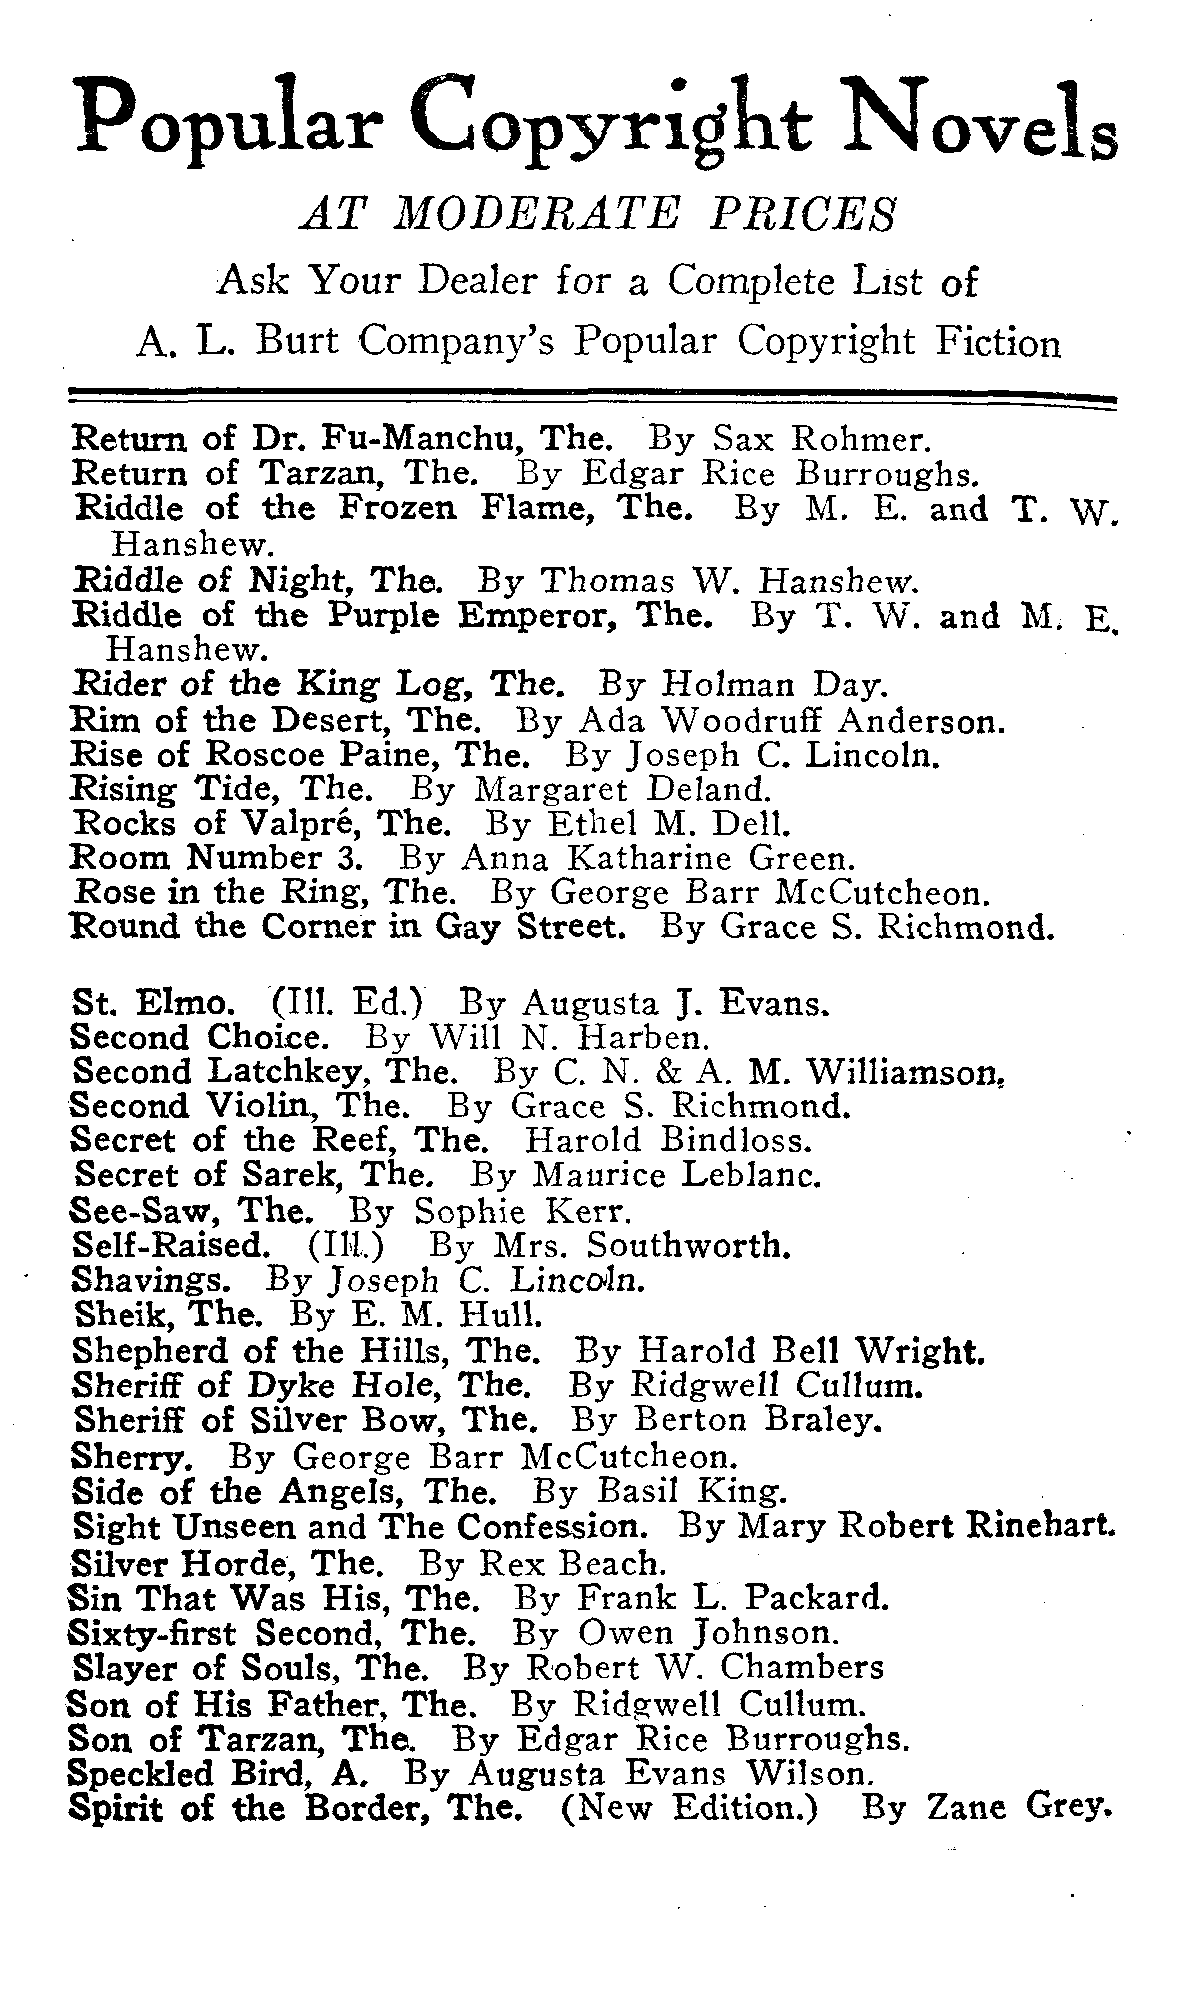 Popular Copyright Novels
AT MODERATE PRICES
Ask Your Dealer for a Complete List of
A. L. Burt Company's Popular Copyright Fiction
Return of Dr. Fu-Manchu, The. By Sax Rohmer.
Return of Tarzan, The. By Edgar Rice Burroughs.
Riddle of the Frozen Flame, The. By M. E. and T. W.
Hanshew.
Riddle of Night, The. By Thomas W. Hanshew.
Riddle of the Purple Emperor, The. By T. W. and M. E.
Hanshew.
Rider of the King Log, The. By Holman Day.
Rim of the Desert, The. By Ada Woodruff Anderson.
Rise of Roscoe Paine, The. By Joseph C. Lincoln.
Rising Tide, The. By Margaret Deland.
Rocks of Valpré, The. By Ethel M. Dell.
Room Number 3. By Anna Katharine Green.
Rose in the Ring, The. By George Barr McCutcheon.
Round the Corner in Gay Street. By Grace S. Richmond.
St. Elmo. (Ill. Ed.) By Augusta J. Evans.
Second Choice. By Will N. Harben.
Second Latchkey, The. By C. N. & A. M. Williamson.
Second Violin, The. By Grace S. Richmond.
Secret of the Reef, The. Harold Bindloss.
Secret of Sarek, The. By Maurice Leblanc.
See-Saw, The. By Sophie Kerr.
Self-Raised. (Ill.) By Mrs. Southworth.
Shavings. By Joseph C. Lincoln.
Sheik, The. By E. M. Hull.
Shepherd of the Hills, The. By Harold Bell Wright.
Sheriff of Dyke Hole, The. By Ridgwell Cullum.
Sheriff of Silver Bow, The. By Berton Braley.
Sherry. By George Barr McCutcheon.
Side of the Angels, The. By Basil King.
Sight Unseen and The Confession. By Mary Robert Rinehart.
Silver Horde, The. By Rex Beach.
Sin That Was His, The. By Frank L. Packard.
Sixty-first Second, The. By Owen Johnson.
Slayer of Souls, The. By Robert W. Chambers
Son of His Father, The. By Ridgwell Cullum.
Son of Tarzan, The. By Edgar Rice Burroughs.
Speckled Bird, A. By Augusta Evans Wilson.
Spirit of the Border, The. (New Edition.) By Zane Grey.